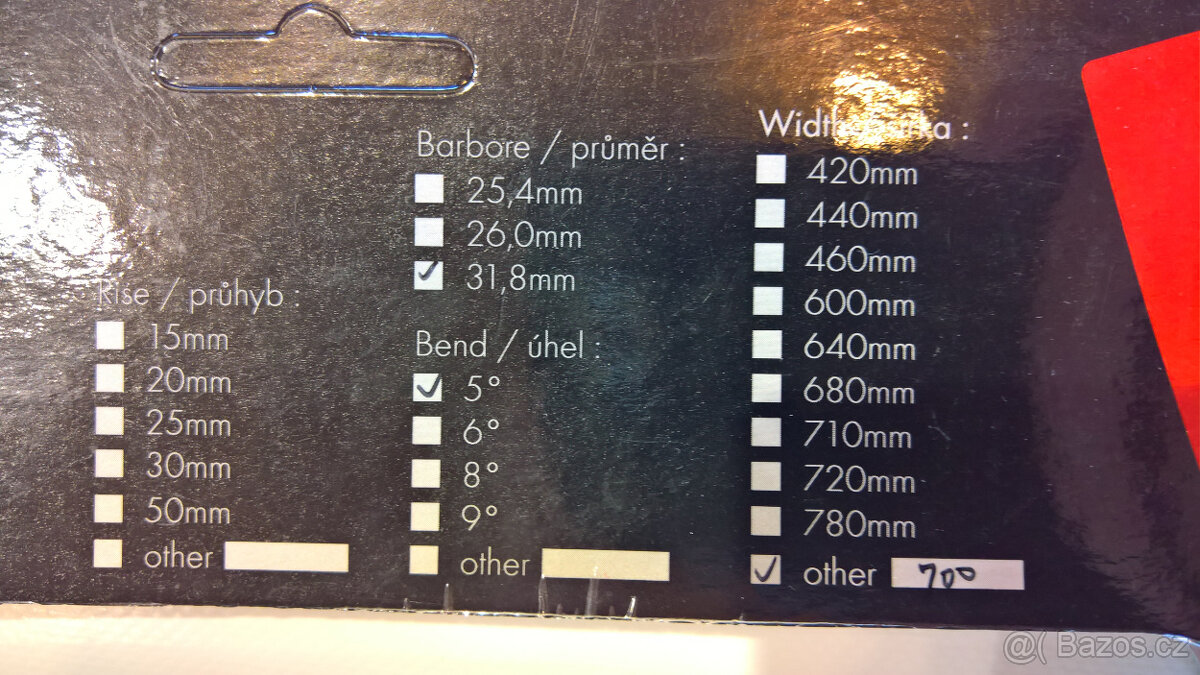 Rise / průhyb :
15mm
20mm
25mm
30mm
50mm
other
Barbore / průměr :
25,4mm
26,0mm
31,8mm
Bend / úhel :
5°
6°
8°
9°
other
Width / :
420mm
440mm
460mm
600mm
640mm
680mm
710mm
720mm
780mm
other 700
@( Bazos.cz